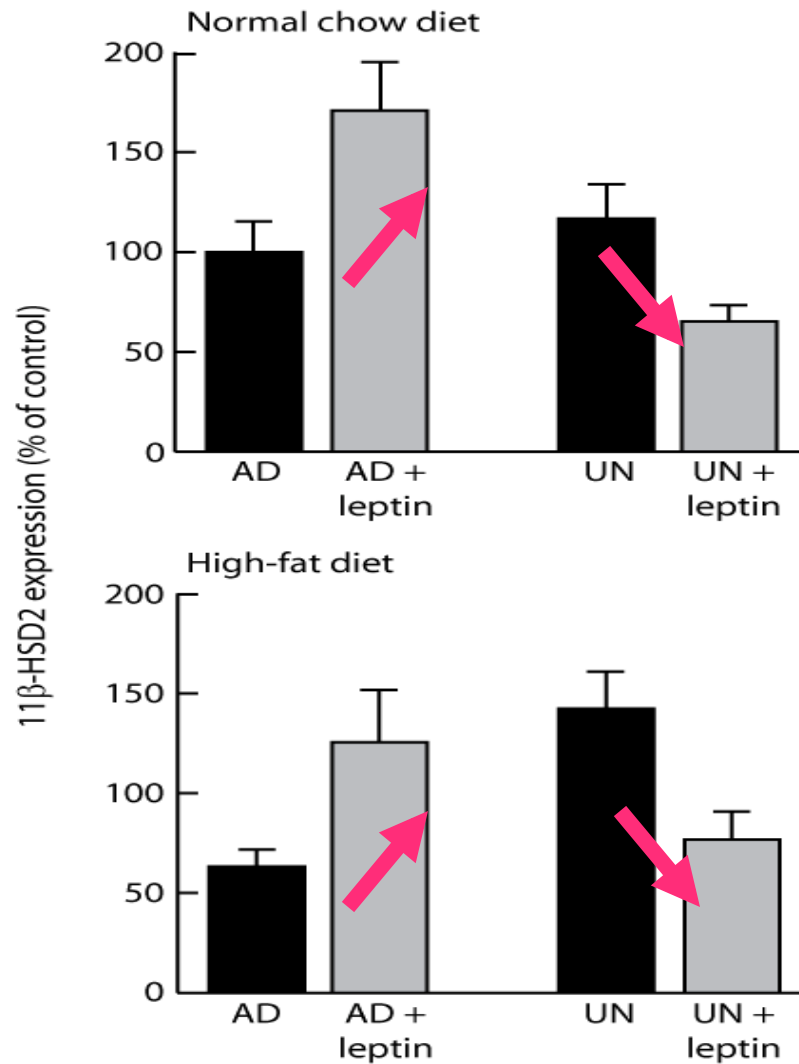 Normal chow diet
200
150
100
50
0
AD
AD +
leptin
UN
UN +
leptin
11β-HSD2 expression (% of control)
High-fat diet
200
150
100
50
0
AD
AD +
leptin
UN
UN +
leptin